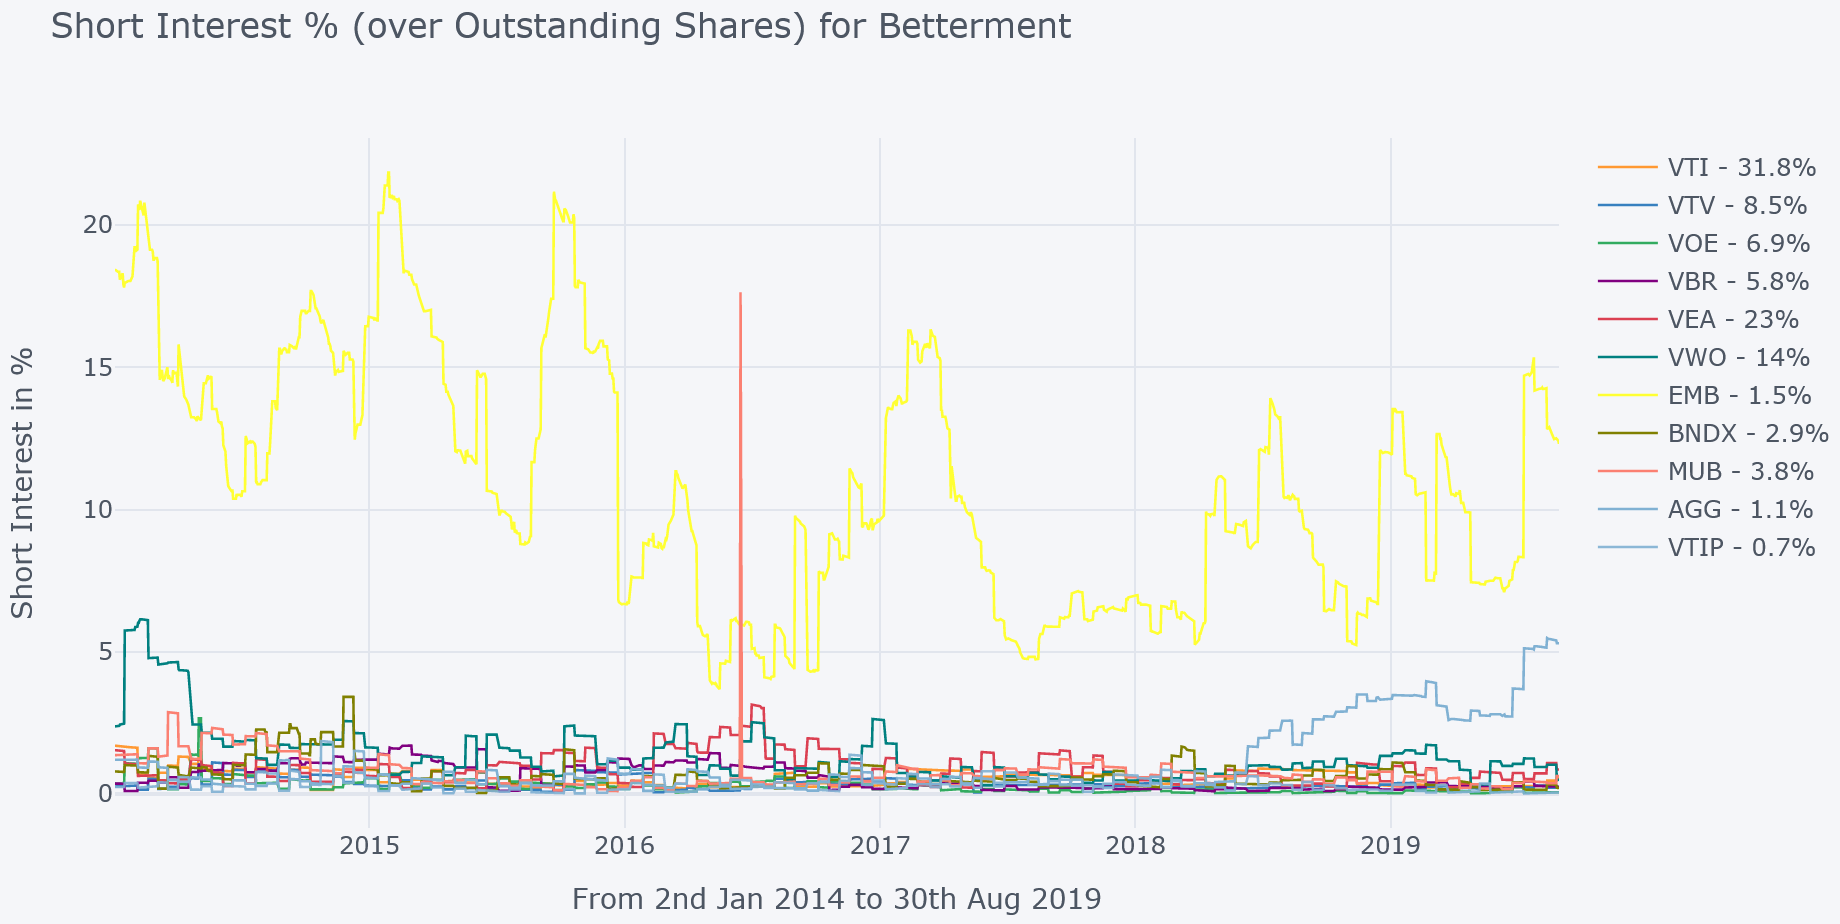 Short Interest % (over Outstanding Shares) for Betterment
Short Interest in %
20
15
10
5
0
2015
2016
2017
2018
2019
From 2nd Jan 2014 to 30th Aug 2019
VTI - 31.8%
VTV - 8.5%
VOE - 6.9%
VBR - 5.8%
VEA - 23%
VWO - 14%
EMB - 1.5%
BNDX - 2.9%
MUB - 3.8%
AGG - 1.1%
VTIP - 0.7%